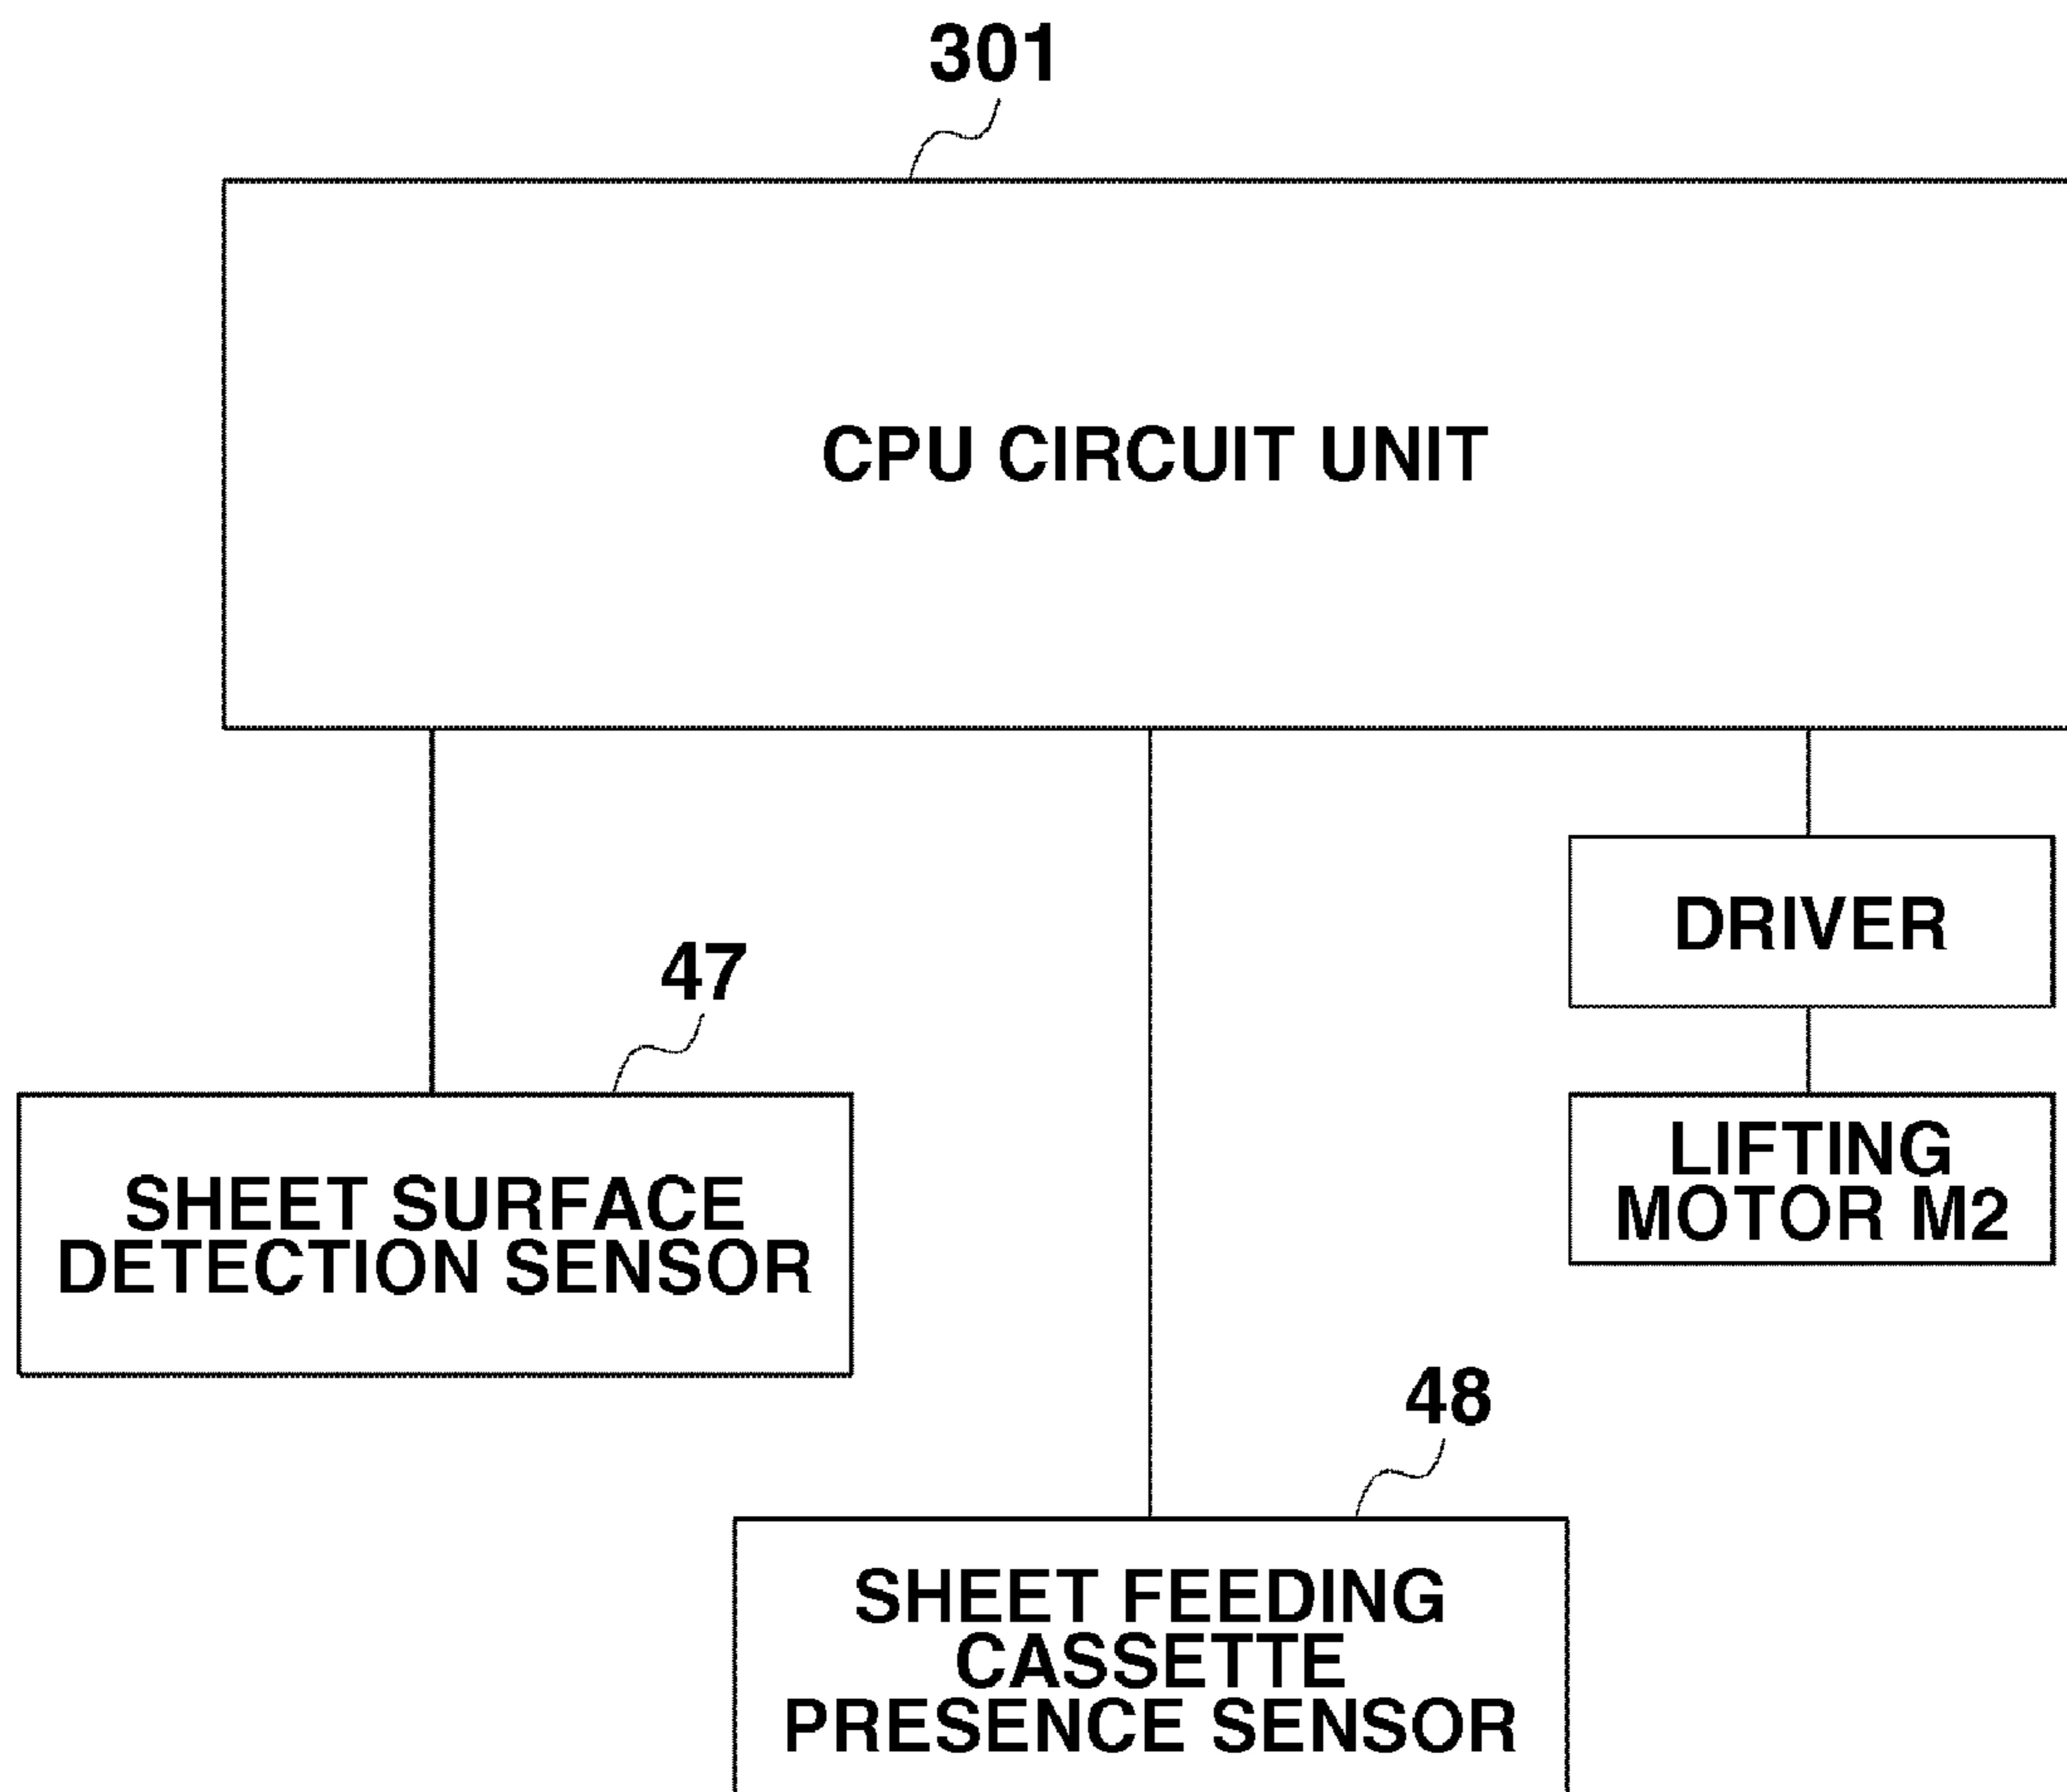 301
CPU CIRCUIT UNIT
DRIVER
47
LIFTING
MOTOR M2
SHEET SURFACE
DETECTION SENSOR
48
SHEET FEEDING
CASSETTE
PRESENCE SENSOR